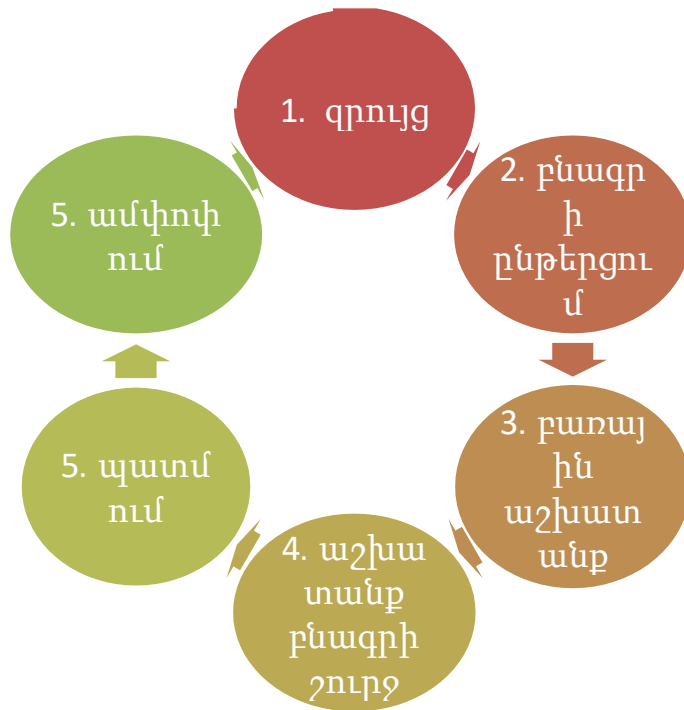 1. զրույց
2. բնագր
ի
ընթերցու
մ
3. բառայ
ին
աշխատ
անք
4. աշխա
տանք
բնագրի
շուրջ
5. պատմ
ում
5. ամփոփ
ում